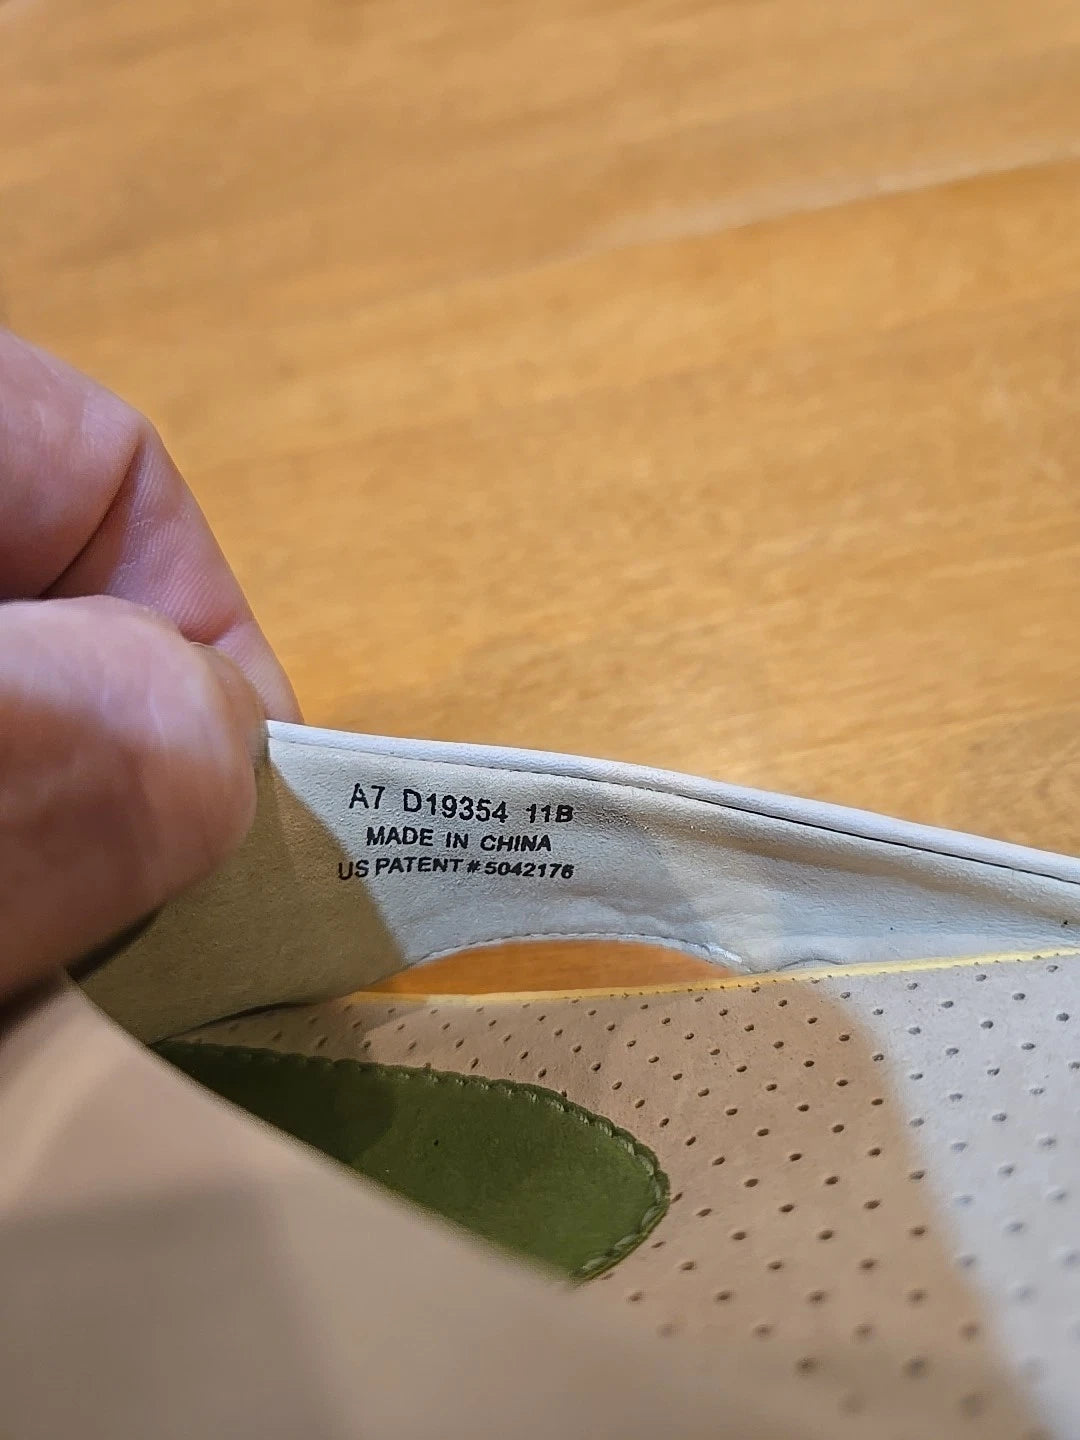 A7 D19354 11B
MADE IN CHINA
US PATENT # 5042176